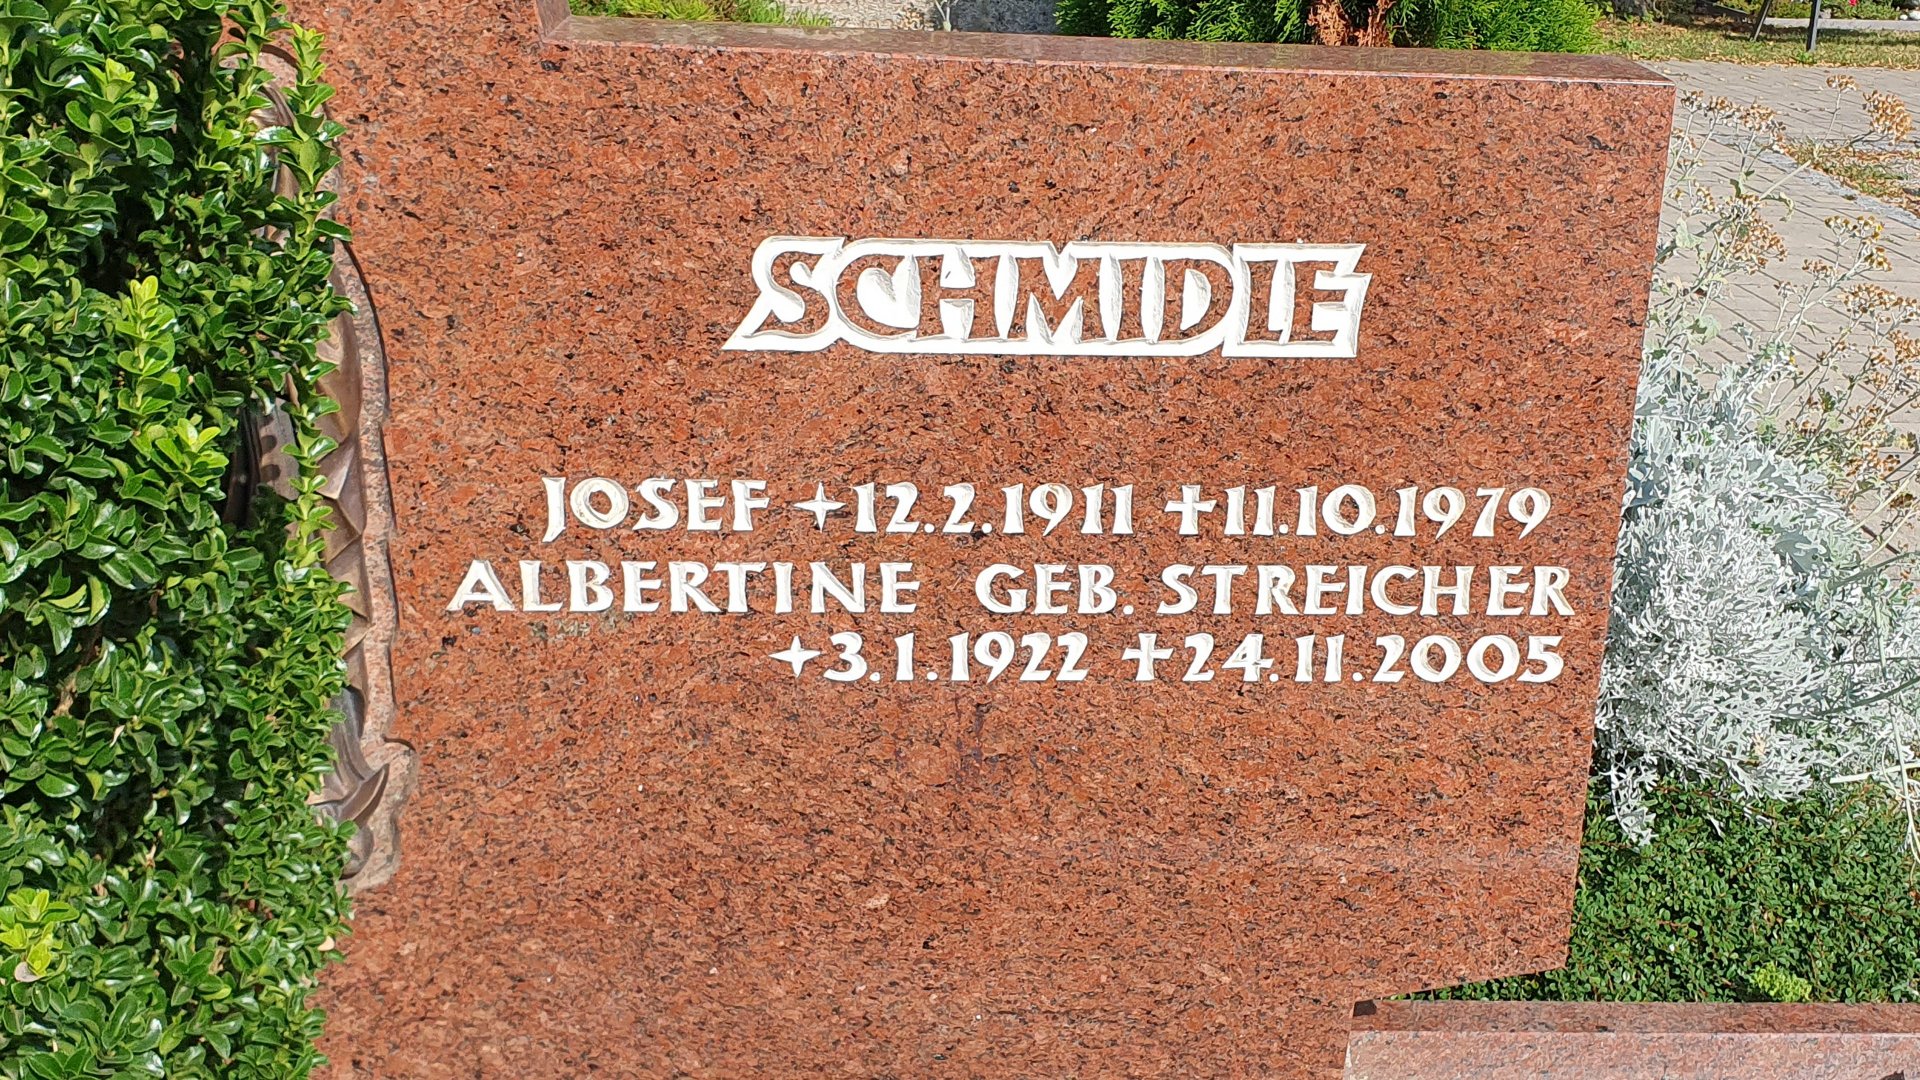 SCHMIDLE
JOSEF ✦12.2.1911 ✝11.10.1979
ALBERTINE GEB. STREICHER
✦3.1.1922 ✝24.11.2005